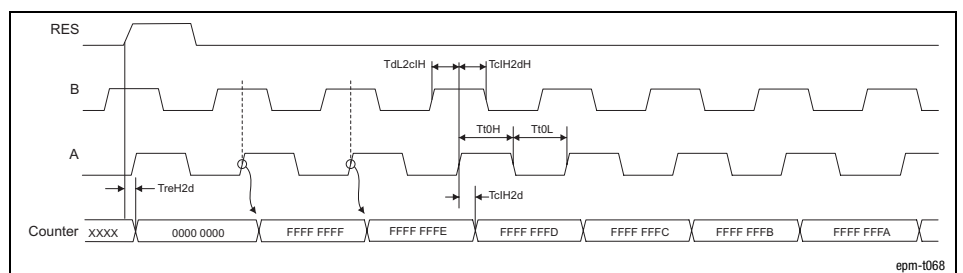 RES
TdL2clH TclH2dH
B
Tt0H Tt0L
A
TreH2d TclH2d
Counter XXXX 0000 0000 FFFF FFFF FFFF FFFE FFFF FFFD FFFF FFFC FFFF FFFB FFFF FFFA
epm-t068